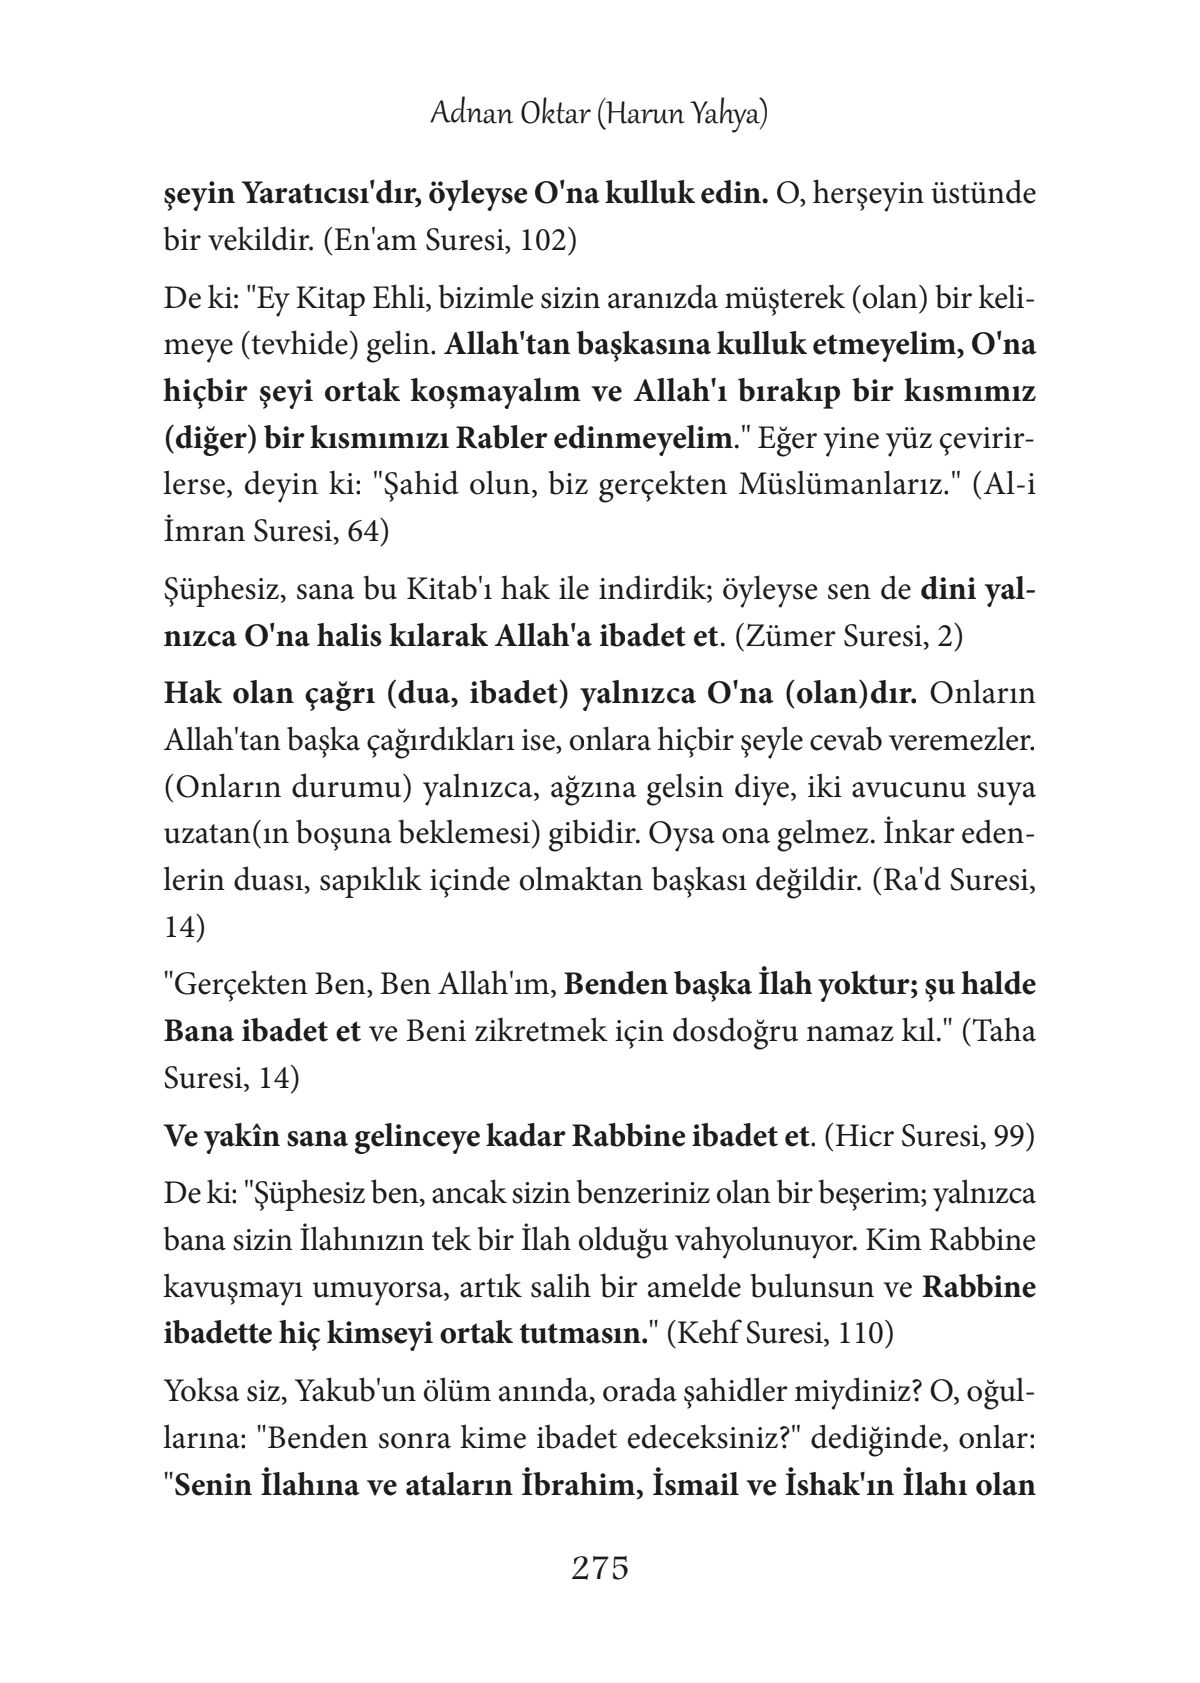 Adnan Oktar (Harun Yahya)
şeyin Yaratıcısı'dır, öyleyse O'na kulluk edin. O, herşeyin üstünde
bir vekildir. (En'am Suresi, 102)
De ki: "Ey Kitap Ehli, bizimle sizin aranızda müşterek (olan) bir keli-
meye (tevhide) gelin. Allah'tan başkasına kulluk etmeyelim, O'na
hiçbir şeyi ortak koşmayalım ve Allah'ı bırakıp bir kısmımız
(diğer) bir kısmımızı Rabler edinmeyelim." Eğer yine yüz çevirir-
lerse, deyin ki: "Şahid olun, biz gerçekten Müslümanlarız." (Al-i
İmran Suresi, 64)
Şüphesiz, sana bu Kitab'ı hak ile indirdik; öyleyse sen de dini yal-
nızca O'na halis kılarak Allah'a ibadet et. (Zümer Suresi, 2)
Hak olan çağrı (dua, ibadet) yalnızca O'na (olan)dır. Onların
Allah'tan başka çağırdıkları ise, onlara hiçbir şeyle cevab veremezler.
(Onların durumu) yalnızca, ağzına gelsin diye, iki avucunu suya
uzatan(ın boşuna beklemesi) gibidir. Oysa ona gelmez. İnkar eden-
lerin duası, sapıklık içinde olmaktan başkası değildir. (Ra'd Suresi,
14)
"Gerçekten Ben, Ben Allah'ım, Benden başka İlah yoktur; şu halde
Bana ibadet et ve Beni zikretmek için dosdoğru namaz kıl." (Taha
Suresi, 14)
Ve yakîn sana gelinceye kadar Rabbine ibadet et. (Hicr Suresi, 99)
De ki: "Şüphesiz ben, ancak sizin benzeriniz olan bir beşerim; yalnızca
bana sizin İlahınızın tek bir İlah olduğu vahyolunuyor. Kim Rabbine
kavuşmayı umuyorsa, artık salih bir amelde bulunsun ve Rabbine
ibadette hiç kimseyi ortak tutmasın." (Kehf Suresi, 110)
Yoksa siz, Yakub'un ölüm anında, orada şahidler miydiniz? O, oğul-
larına: "Benden sonra kime ibadet edeceksiniz?" dediğinde, onlar:
"Senin İlahına ve ataların İbrahim, İsmail ve İshak'ın İlahı olan
275